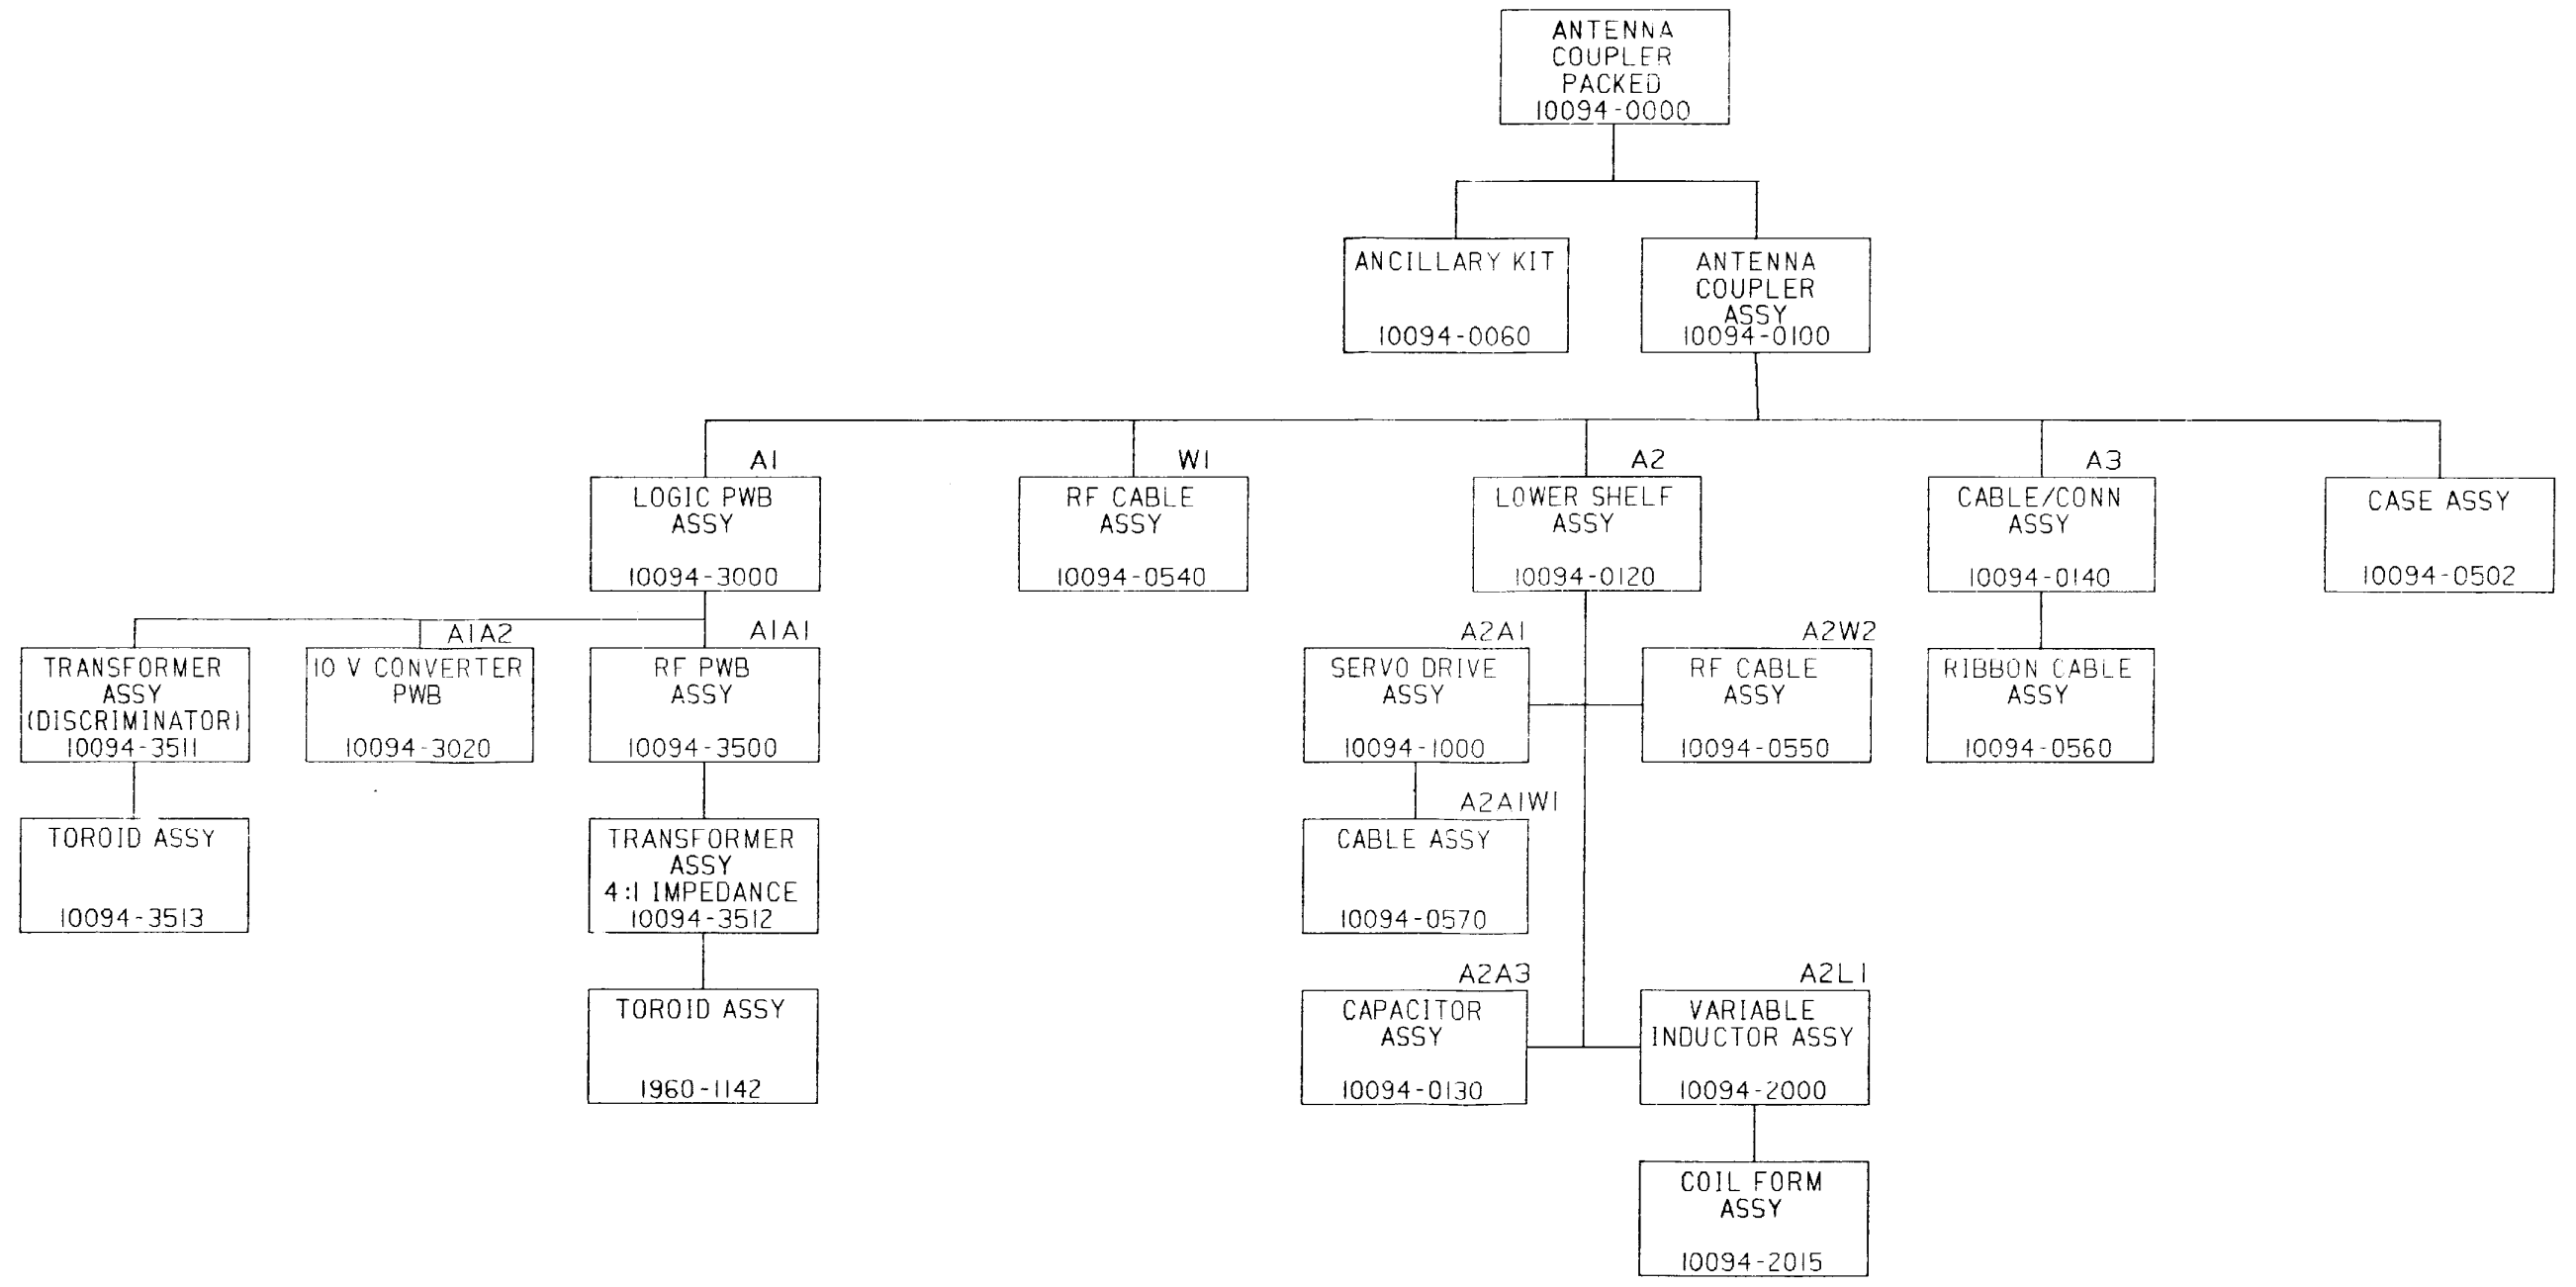 ANTENNA
COUPLER
PACKED
10094-0000
ANCILLARY KIT
10094-0060
ANTENNA
COUPLER
ASSY
10094-0100
A1
LOGIC PWB
ASSY
10094-3000
W1
RF CABLE
ASSY
10094-0540
A2
LOWER SHELF
ASSY
10094-0120
A3
CABLE/CONN
ASSY
10094-0140
CASE ASSY
10094-0502
TRANSFORMER
ASSY
(DISCRIMINATOR)
10094-3511
A1A2
10 V CONVERTER
PWB
10094-3020
A1A1
RF PWB
ASSY
10094-3500
A2A1
SERVO DRIVE
ASSY
10094-1000
A2W2
RF CABLE
ASSY
10094-0550
RIBBON CABLE
ASSY
10094-0560
TOROID ASSY
10094-3513
TRANSFORMER
ASSY
4:1 IMPEDANCE
10094-3512
A2A1W1
CABLE ASSY
10094-0570
TOROID ASSY
1960-1142
A2A3
CAPACITOR
ASSY
10094-0130
A2L1
VARIABLE
INDUCTOR ASSY
10094-2000
COIL FORM
ASSY
10094-2015